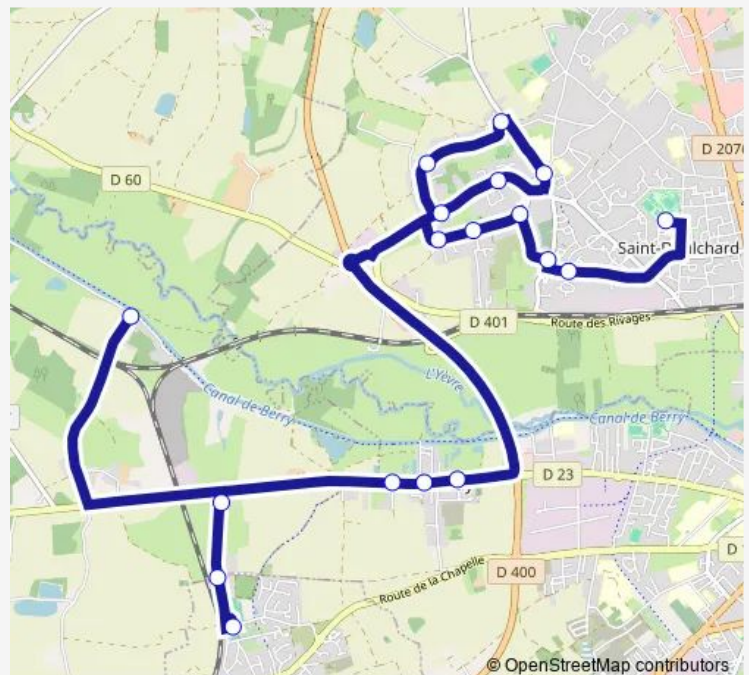 D 2076
D 60
Saint-D ulchard
D 401
Route des Rivages
L'Yèvre
Canal-de-Berry
Canal-de-Berry
D 23
D
Route de la Chapelle
D 400
© OpenStreetMap contributors